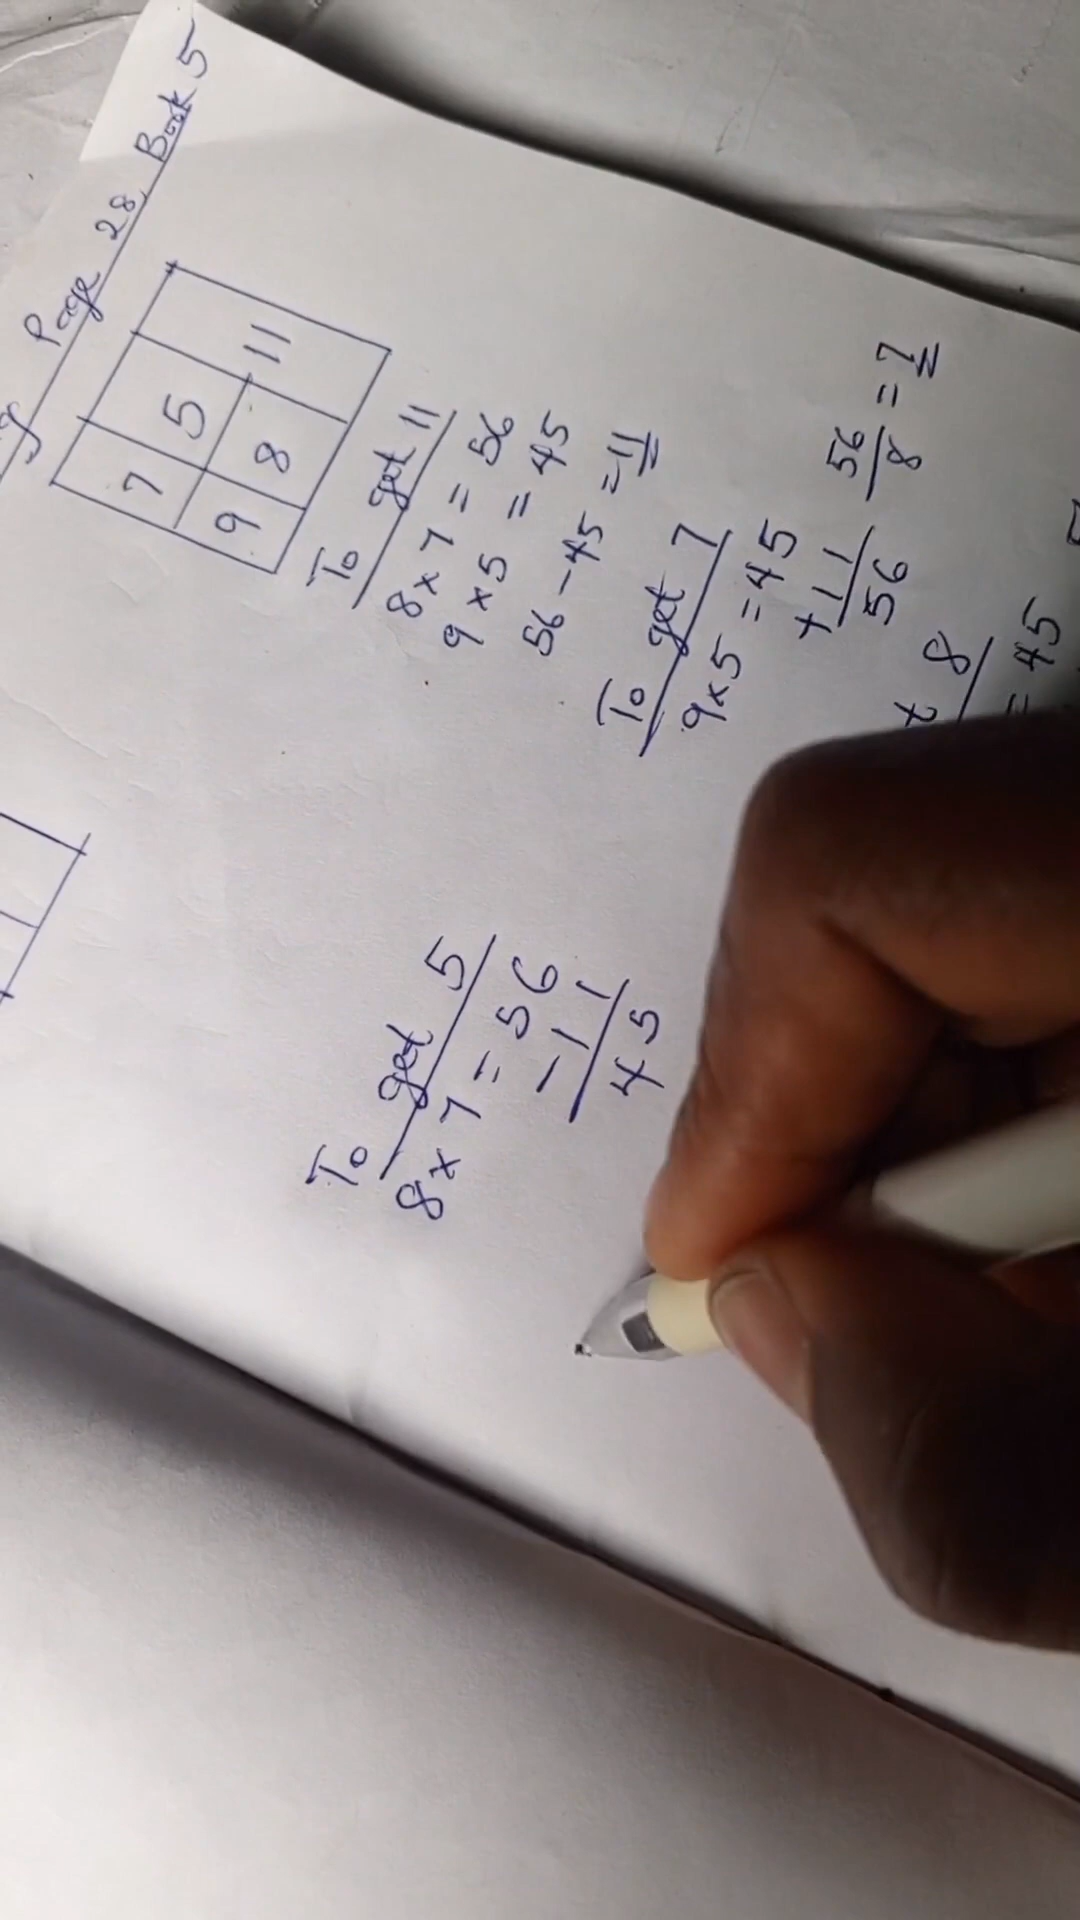 Page 28, Book 5
7 5
11
9 8
To get 11
8 × 7 = 56
9 × 5 = 45
56 - 45 = 11
To get 7
9 × 5 = 45
+ 11
56
56/8 = 7
t 8
= 45
To get 5
8 × 7 = 56
- 11
45